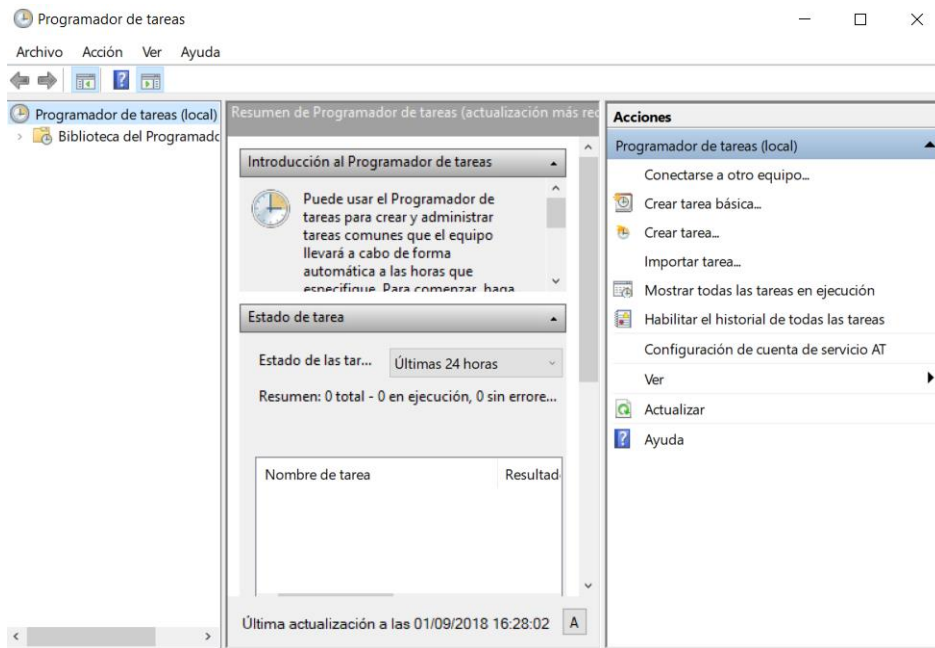 Programador de tareas
Archivo Acción Ver Ayuda
Programador de tareas (local)
Biblioteca del Programado
Resumen de Programador de tareas (actualización más rec
Introducción al Programador de tareas
Puede usar el Programador de
tareas para crear y administrar
tareas comunes que el equipo
llevará a cabo de forma
automática a las horas que
especifique. Para comenzar, haga
Estado de tarea
Estado de las tar... Últimas 24 horas
Resumen: 0 total - 0 en ejecución, 0 sin errore...
Nombre de tarea Resultad
Última actualización a las 01/09/2018 16:28:02 A
Acciones
Programador de tareas (local)
Conectarse a otro equipo...
Crear tarea básica...
Crear tarea...
Importar tarea...
Mostrar todas las tareas en ejecución
Habilitar el historial de todas las tareas
Configuración de cuenta de servicio AT
Ver
Actualizar
Ayuda